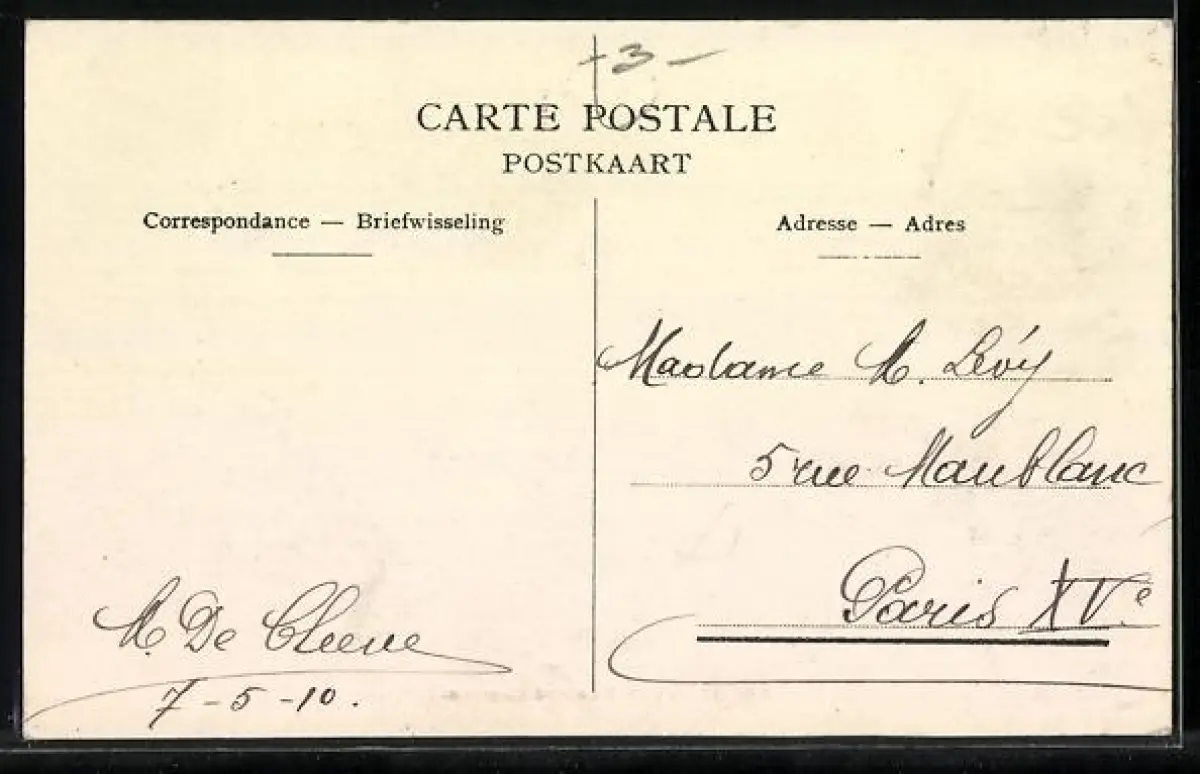 - 3 -
CARTE POSTALE
POSTKAART
Correspondance — Briefwisseling
Adresse — Adres
Madame M. Lévy
5 rue Maublanc
Paris XVe
M. De Cleene
7 - 5 - 10.